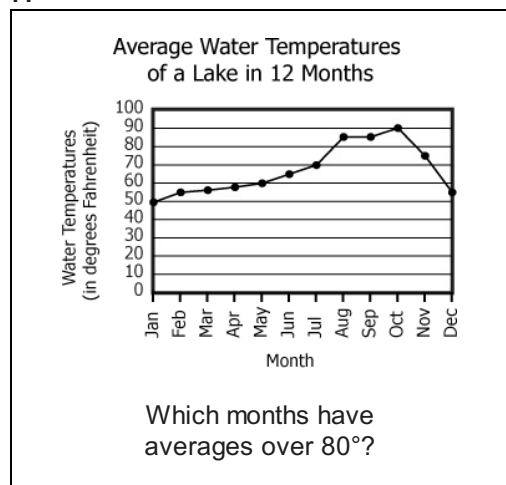 Average Water Temperatures
of a Lake in 12 Months
Water Temperatures
(in degrees Fahrenheit)
100
90
80
70
60
50
40
30
20
10
0
Jan
Feb
Mar
Apr
May
Jun
Jul
Aug
Sep
Oct
Nov
Dec
Month
Which months have
averages over 80°?